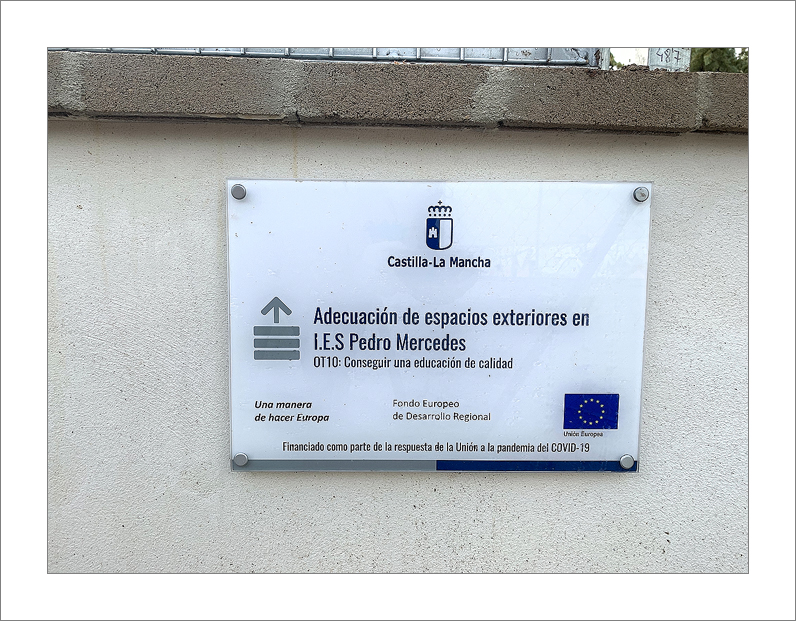 487
Castilla-La Mancha
Adecuación de espacios exteriores en
I.E.S Pedro Mercedes
OT10: Conseguir una educación de calidad
Una manera
de hacer Europa
Fondo Europeo
de Desarrollo Regional
Unión Europea
Financiado como parte de la respuesta de la Unión a la pandemia del COVID-19